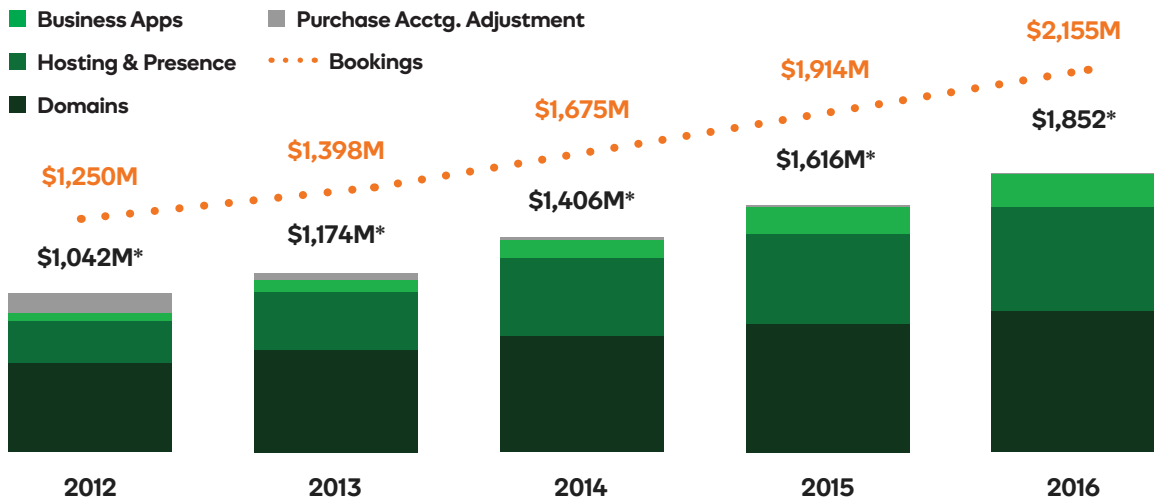 Business Apps
Purchase Acctg. Adjustment
Hosting & Presence
Bookings
Domains
$1,250M
$1,398M
$1,675M
$1,914M
$2,155M
$1,042M*
$1,174M*
$1,406M*
$1,616M*
$1,852*
2012
2013
2014
2015
2016